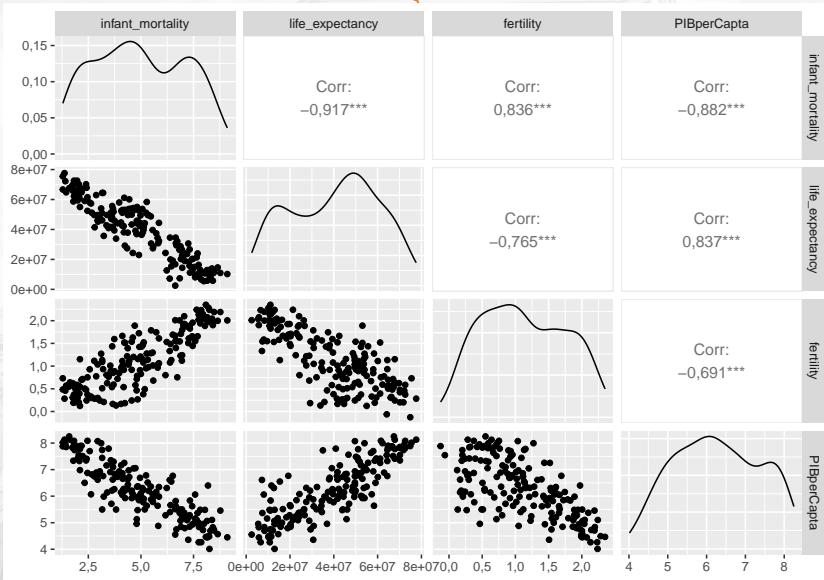 infant_mortality life_expectancy fertility PIBperCapta
0,15
0,10
0,05
0,00
Corr:
−0,917***
Corr:
0,836***
Corr:
−0,882***
infant_mortality
8e+07
6e+07
4e+07
2e+07
0e+00
Corr:
−0,765***
Corr:
0,837***
life_expectancy
2,0
1,5
1,0
0,5
0,0
Corr:
−0,691***
fertility
8
7
6
5
4
PIBperCapta
2,5 5,0 7,5 0e+00 2e+07 4e+07 6e+07 8e+07 0,0 0,5 1,0 1,5 2,0 4 5 6 7 8